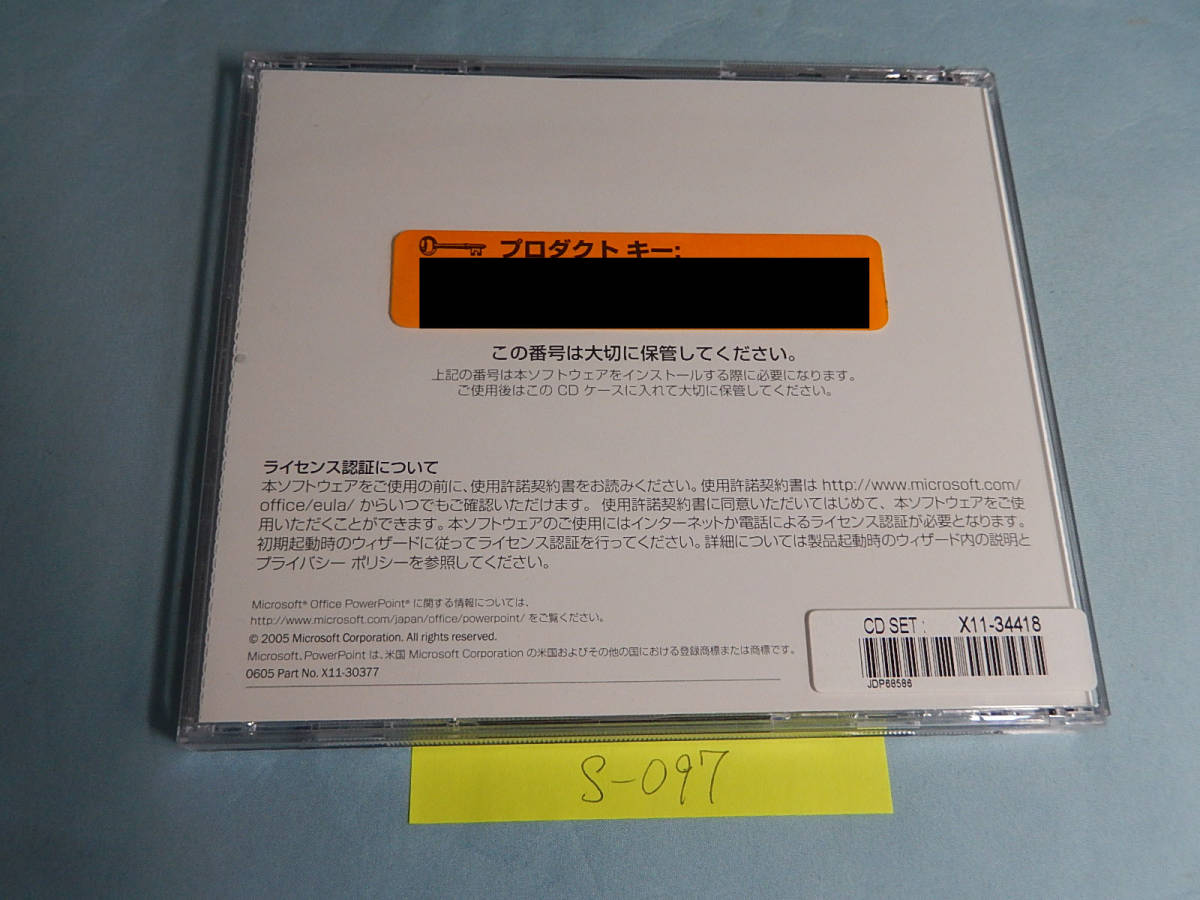 プロダクト キー:
この番号は大切に保管してください。
上記の番号は本ソフトウェアをインストールする際に必要になります。
ご使用後はこの CD ケースに入れて大切に保管してください。
ライセンス認証について
本ソフトウェアをご使用の前に、使用許諾契約書をお読みください。使用許諾契約書は http://www.microsoft.com/
office/eula/ からいつでもご確認いただけます。 使用許諾契約書に同意いただいてはじめて、本ソフトウェアをご使
用いただくことができます。本ソフトウェアのご使用にはインターネットか電話によるライセンス認証が必要となります。
初期起動時のウィザードに従ってライセンス認証を行ってください。詳細については製品起動時のウィザード内の説明と
プライバシー ポリシーを参照してください。
Microsoft® Office PowerPoint® に関する情報については、
http://www.microsoft.com/japan/office/powerpoint/ をご覧ください。
© 2005 Microsoft Corporation. All rights reserved.
Microsoft、PowerPoint は、米国 Microsoft Corporation の米国およびその他の国における登録商標または商標です。
0605 Part No. X11-30377
CD SET : X11-34418
JDP68586
S-097